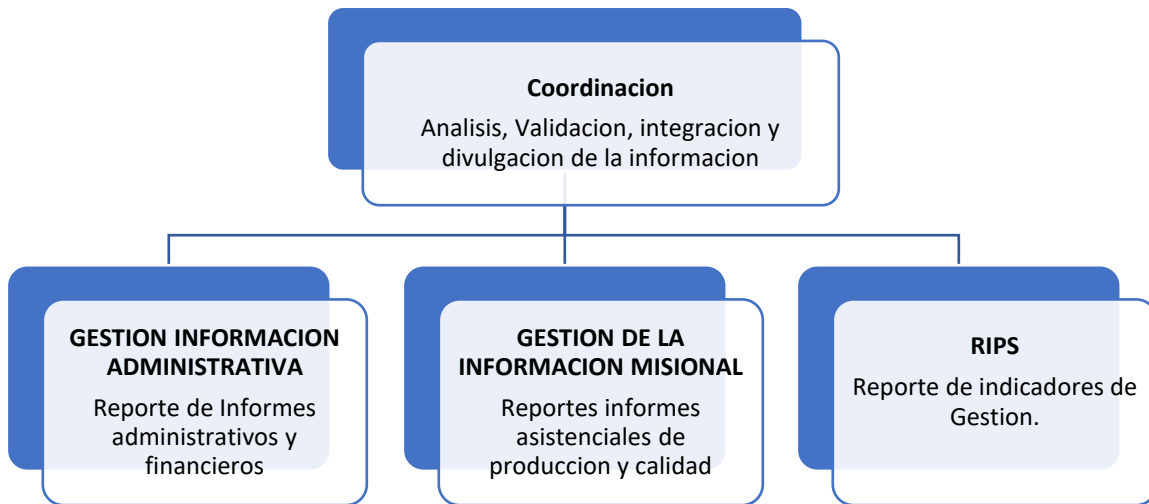 Coordinacion
Analisis, Validacion, integracion y
divulgacion de la informacion
GESTION INFORMACION
ADMINISTRATIVA
Reporte de Informes
administrativos y
financieros
GESTION DE LA
INFORMACION MISIONAL
Reportes informes
asistenciales de
produccion y calidad
RIPS
Reporte de indicadores de
Gestion.